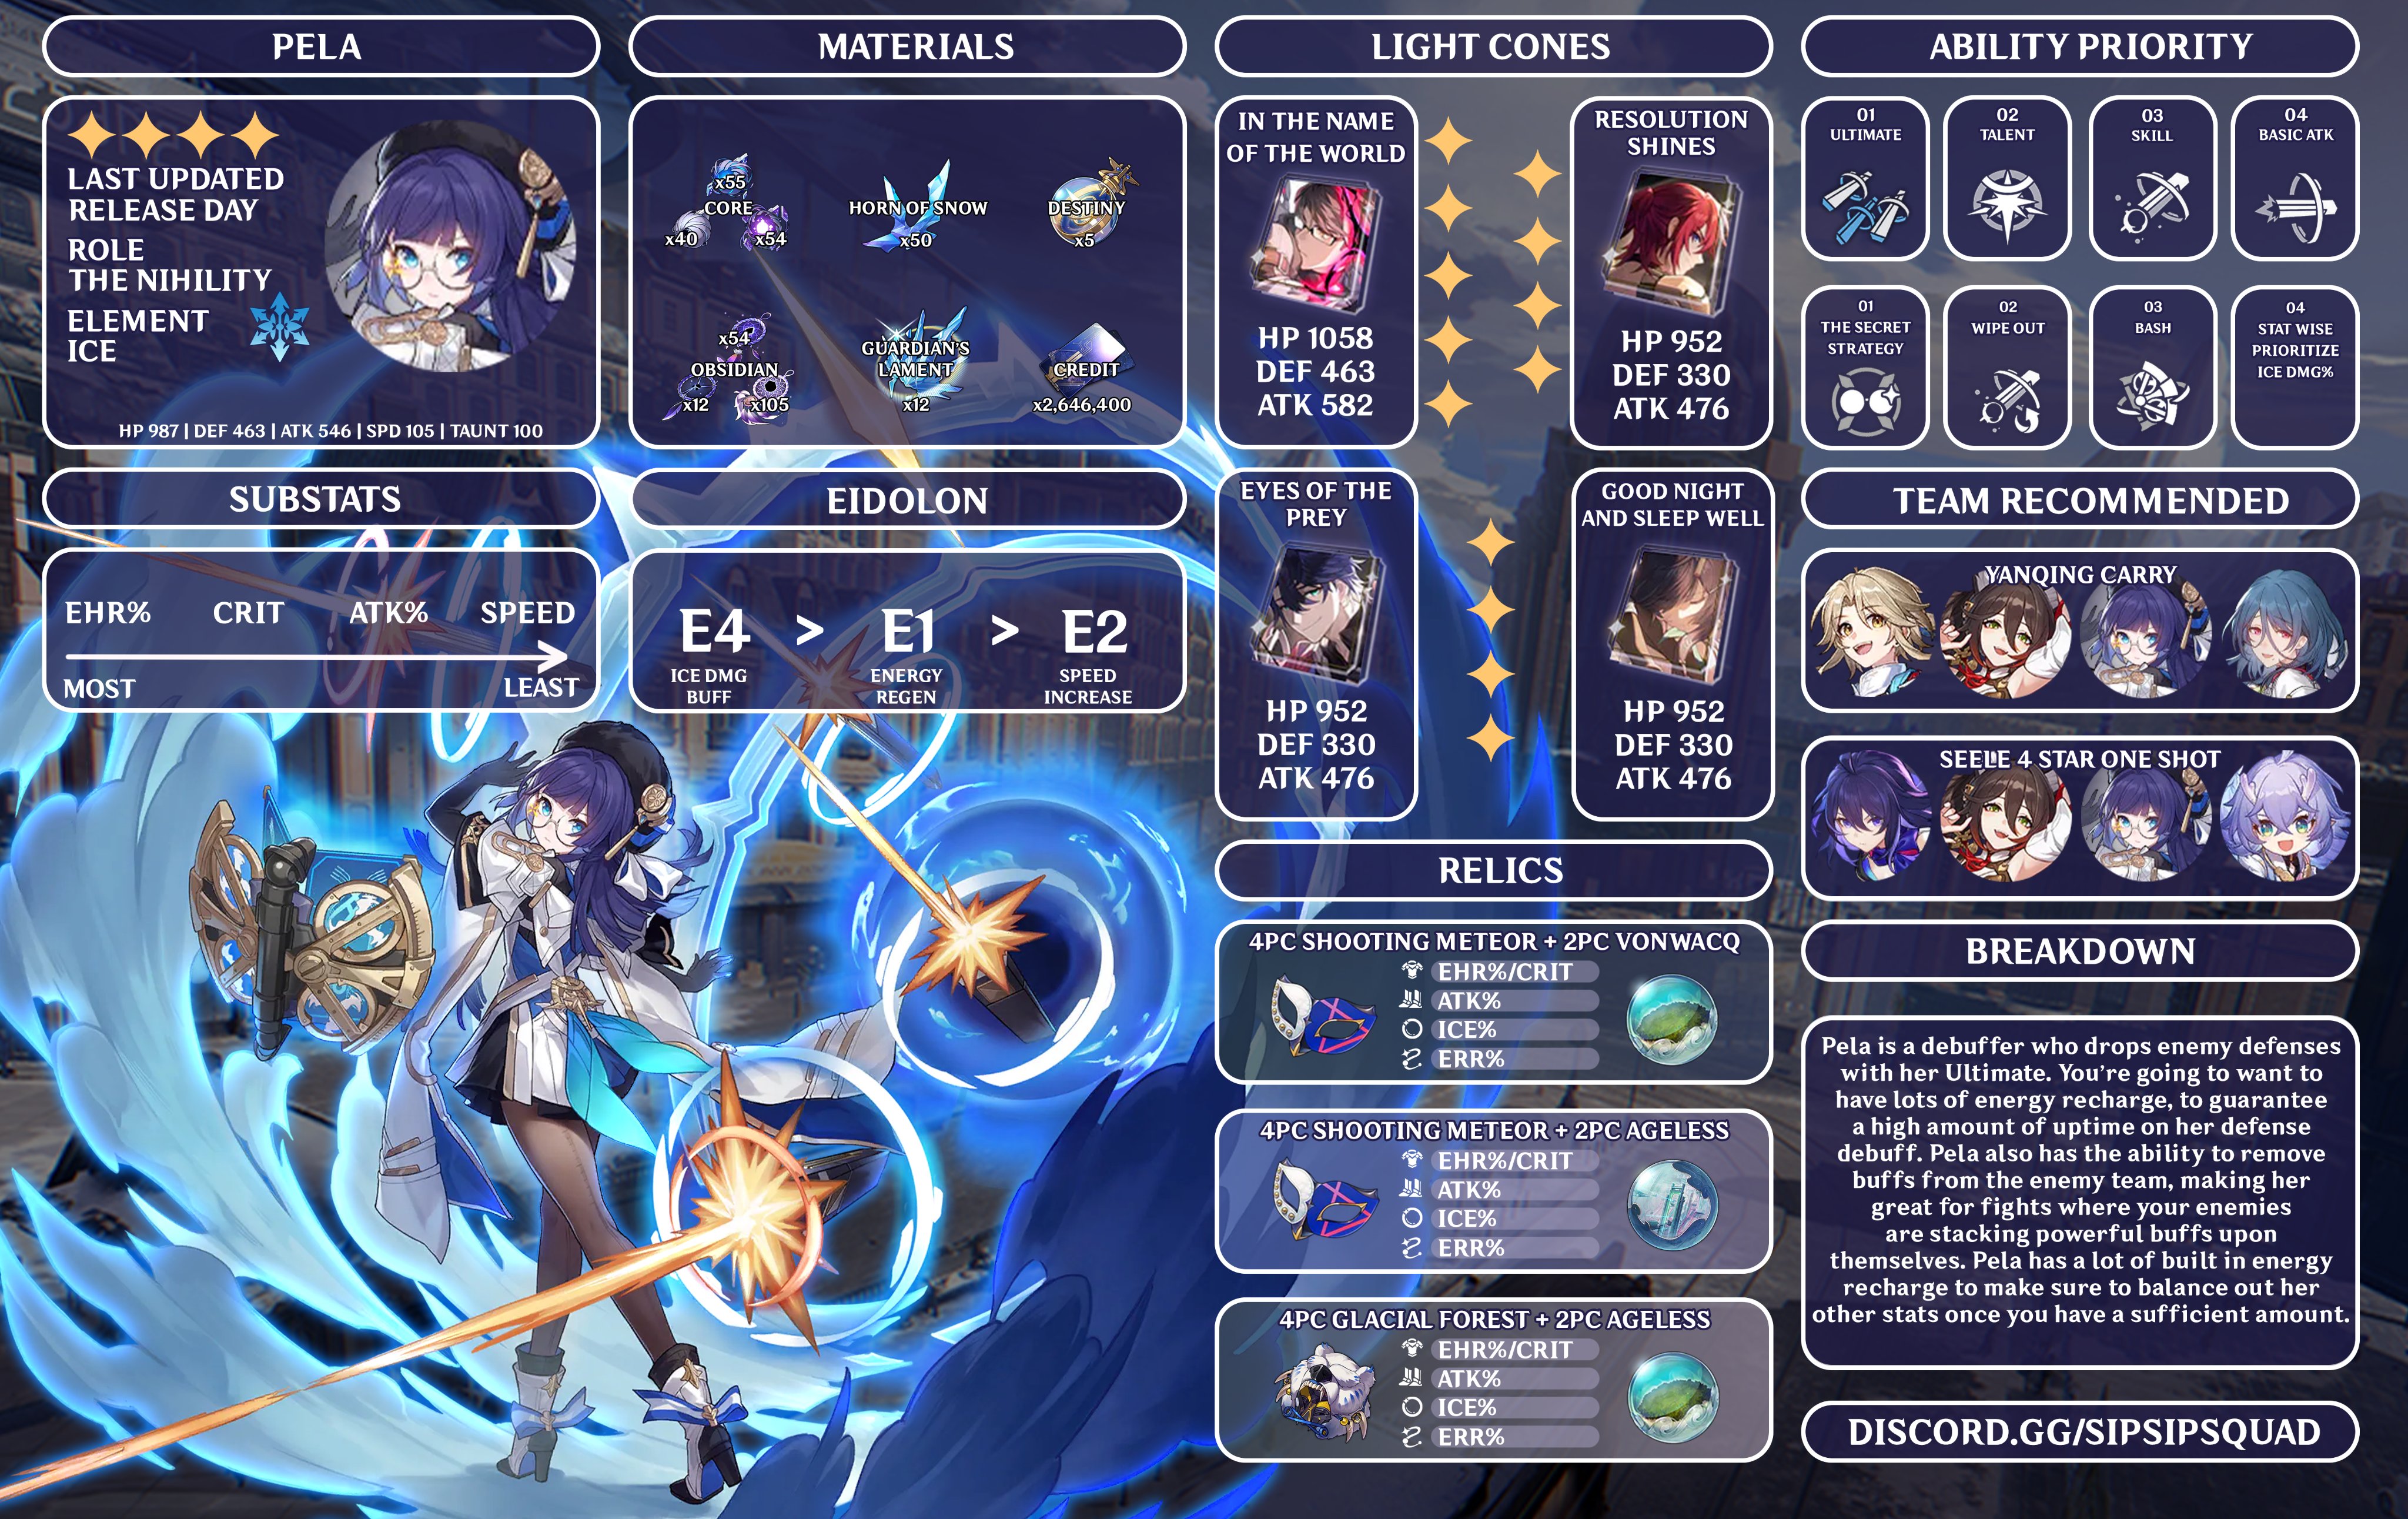 PELA
LAST UPDATED
RELEASE DAY
ROLE
THE NIHILITY
ELEMENT
ICE
HP 987 | DEF 463 | ATK 546 | SPD 105 | TAUNT 100
SUBSTATS
EHR% CRIT ATK% SPEED
MOST LEAST
MATERIALS
x55
CORE
x40 x54
HORN OF SNOW
x50
DESTINY
x5
x54
OBSIDIAN
x12 x105
GUARDIAN'S
LAMENT
x12
CREDIT
x2,646,400
EIDOLON
E4 > E1 > E2
ICE DMG
BUFF
ENERGY
REGEN
SPEED
INCREASE
LIGHT CONES
IN THE NAME
OF THE WORLD
HP 1058
DEF 463
ATK 582
RESOLUTION
SHINES
HP 952
DEF 330
ATK 476
EYES OF THE
PREY
HP 952
DEF 330
ATK 476
GOOD NIGHT
AND SLEEP WELL
HP 952
DEF 330
ATK 476
RELICS
4PC SHOOTING METEOR + 2PC VONWACQ
EHR%/CRIT
ATK%
ICE%
ERR%
4PC SHOOTING METEOR + 2PC AGELESS
EHR%/CRIT
ATK%
ICE%
ERR%
4PC GLACIAL FOREST + 2PC AGELESS
EHR%/CRIT
ATK%
ICE%
ERR%
ABILITY PRIORITY
01
ULTIMATE
02
TALENT
03
SKILL
04
BASIC ATK
01
THE SECRET
STRATEGY
02
WIPE OUT
03
BASH
04
STAT WISE
PRIORITIZE
ICE DMG%
TEAM RECOMMENDED
YANQING CARRY
SEELE 4 STAR ONE SHOT
BREAKDOWN
Pela is a debuffer who drops enemy defenses
with her Ultimate. You're going to want to
have lots of energy recharge, to guarantee
a high amount of uptime on her defense
debuff. Pela also has the ability to remove
buffs from the enemy team, making her
great for fights where your enemies
are stacking powerful buffs upon
themselves. Pela has a lot of built in energy
recharge to make sure to balance out her
other stats once you have a sufficient amount.
DISCORD.GG/SIPSIPSQUAD